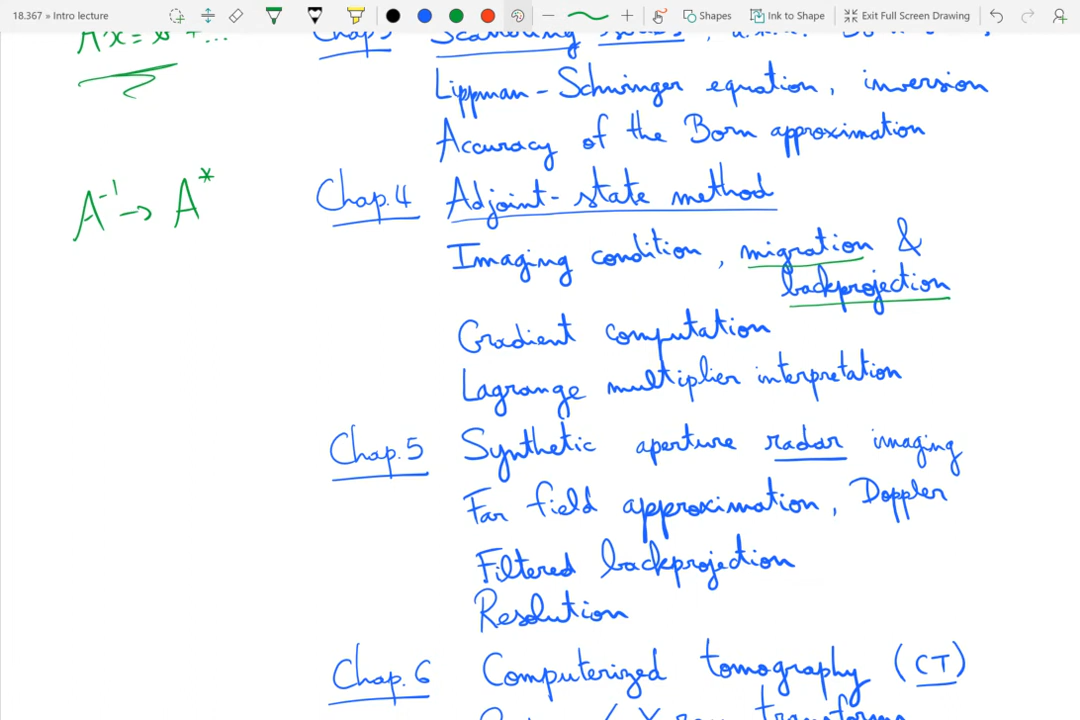 18.367 » Intro lecture
Shapes
Ink to Shape
Exit Full Screen Drawing
Chap.
Lippman - Schwinger equation, inversion
Accuracy of the Born approximation
A⁻¹ → A*
Chap.4 Adjoint-state method
Imaging condition, migration &
backprojection
Gradient computation
Lagrange multiplier interpretation
Chap.5 Synthetic aperture radar imaging
Far field approximation, Doppler
Filtered backprojection
Resolution
Chap.6 Computerized tomography (CT)